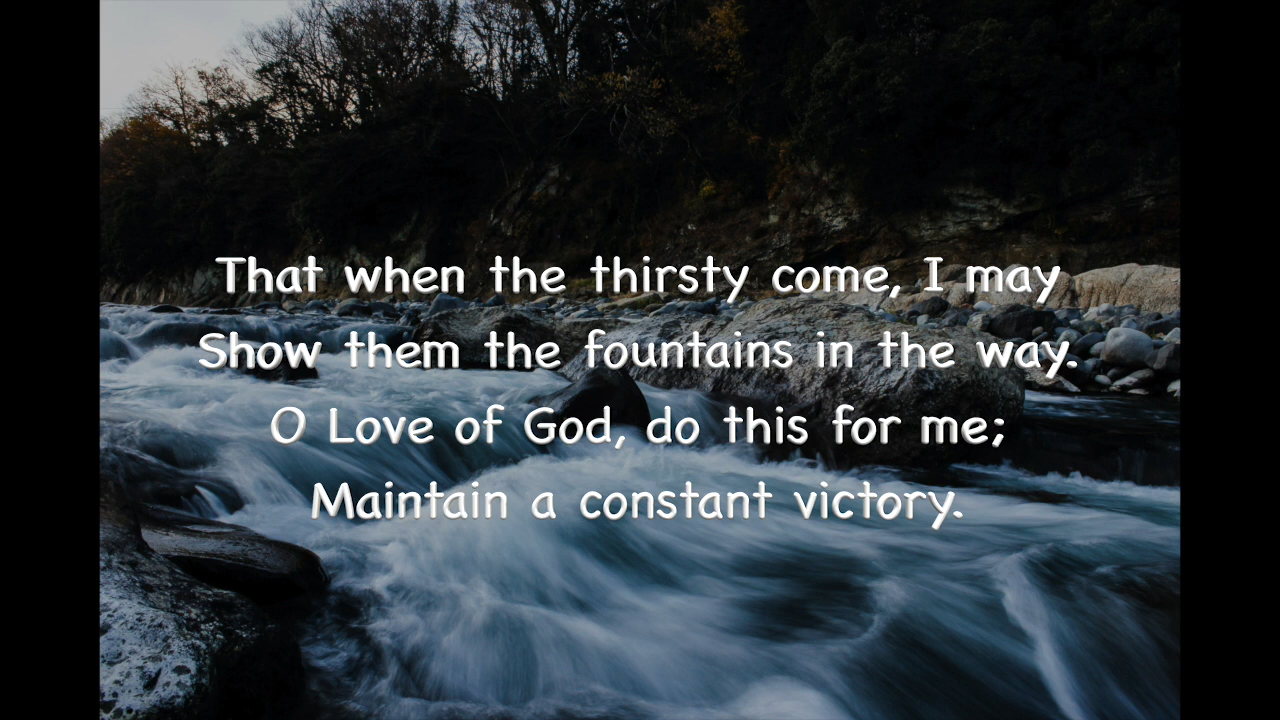 That when the thirsty come, I may
Show them the fountains in the way.
O Love of God, do this for me;
Maintain a constant victory.